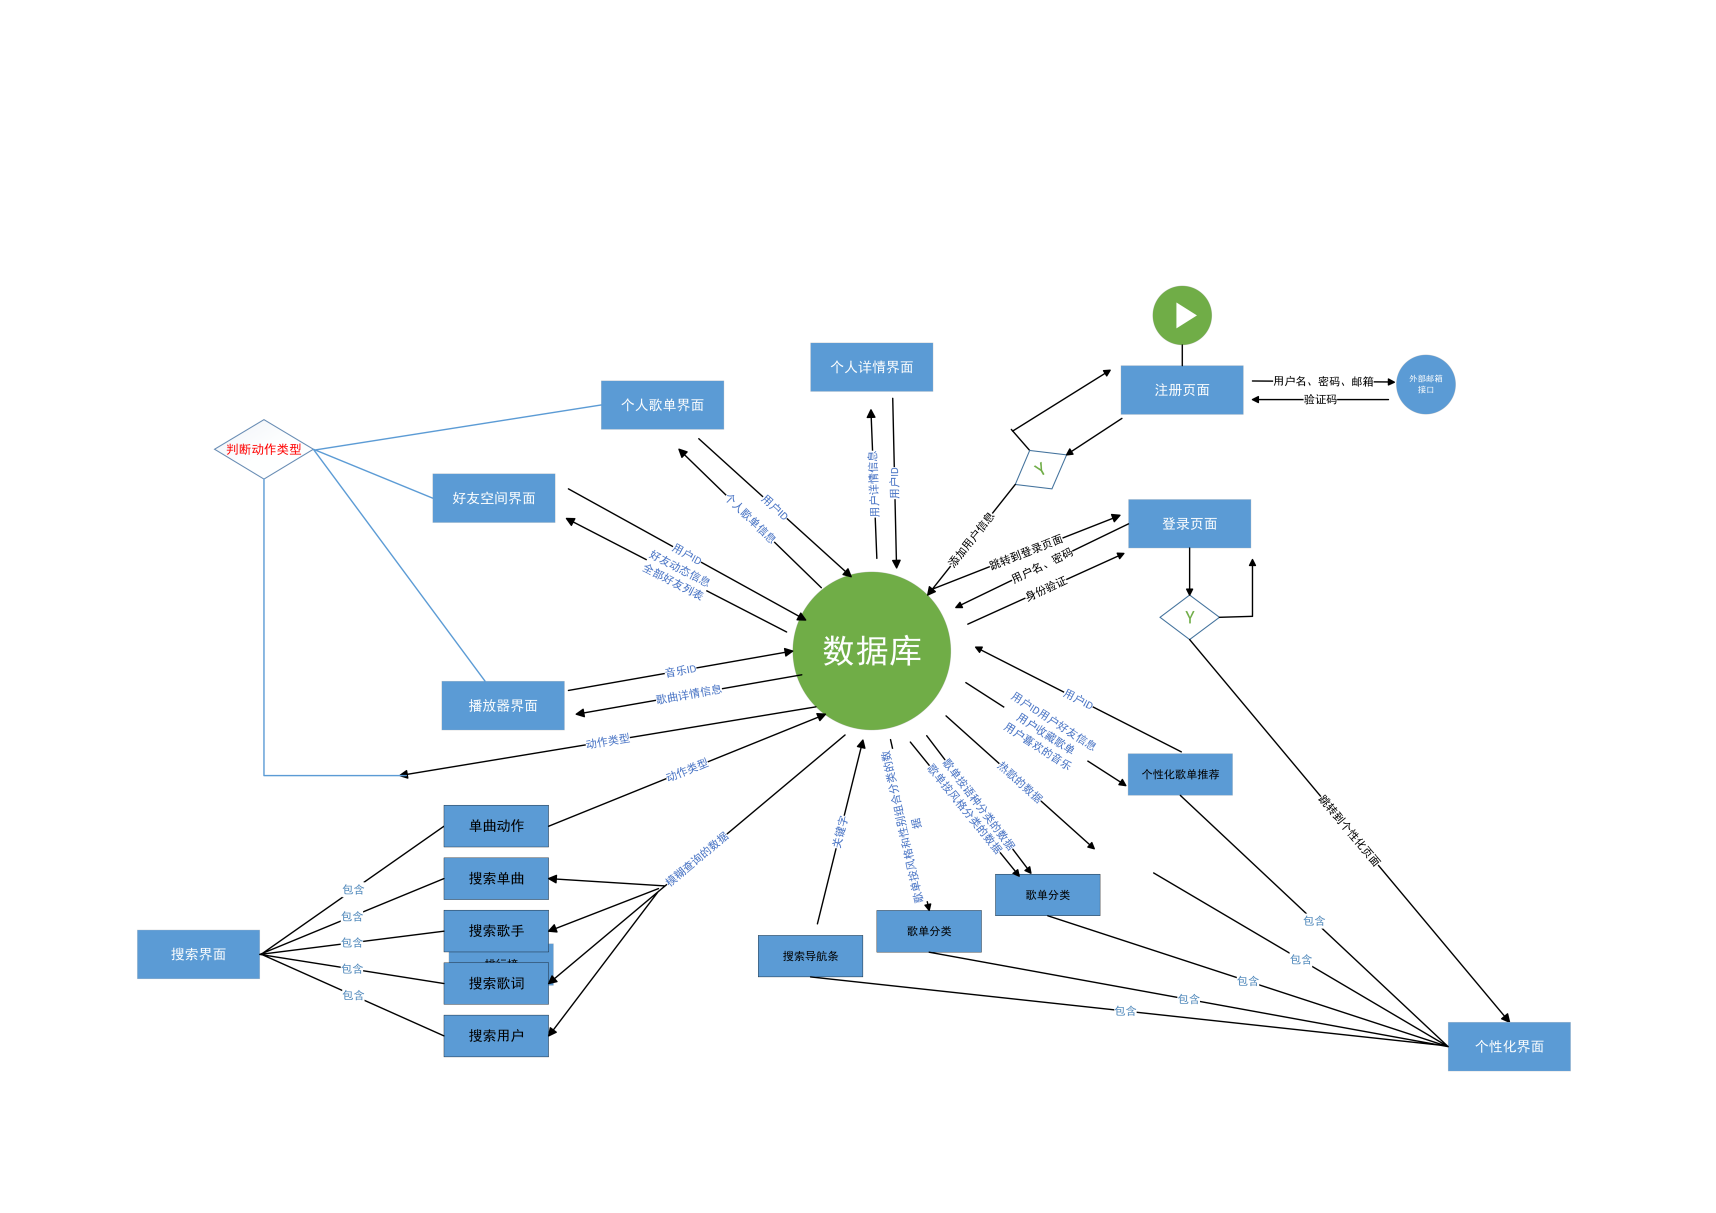 外部邮箱
接口
注册页面
用户名、密码、邮箱
验证码
个人详情界面
个人歌单界面
判断动作类型
Y
好友空间界面
用户详情信息
用户ID
用户ID
个人歌单信息
添加用户信息
登录页面
跳转到登录页面
用户名、密码
身份验证
用户ID
好友动态信息
全部好友列表
Y
数据库
音乐ID
歌曲详情信息
播放器界面
用户ID
用户ID用户好友信息
用户收藏歌单
用户喜欢的音乐
动作类型
动作类型
个性化歌单推荐
热歌的数据
歌单按语种分类的数据
歌单按风格分类的数据
歌单按风格和性别组合分类的数
据
关键字
模糊查询的数据
跳转到个性化页面
单曲动作
搜索单曲
搜索歌手
搜索歌词
搜索用户
包含
包含
包含
包含
包含
搜索界面
歌单分类
歌单分类
搜索导航条
包含
包含
包含
包含
包含
个性化界面